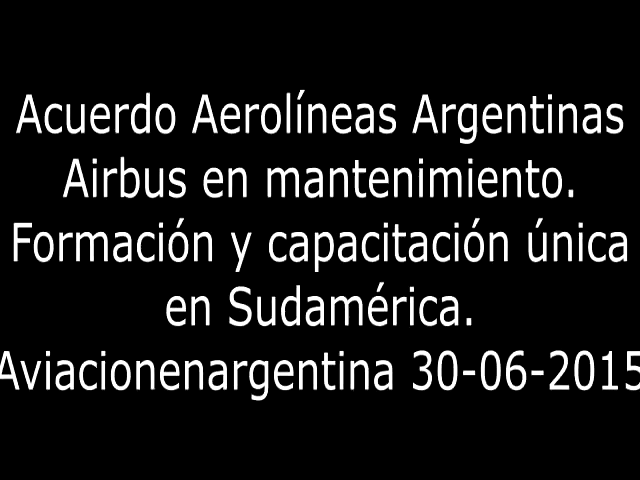 Acuerdo Aerolíneas Argentinas
Airbus en mantenimiento.
Formación y capacitación única
en Sudamérica.
Aviacionenargentina 30-06-2015